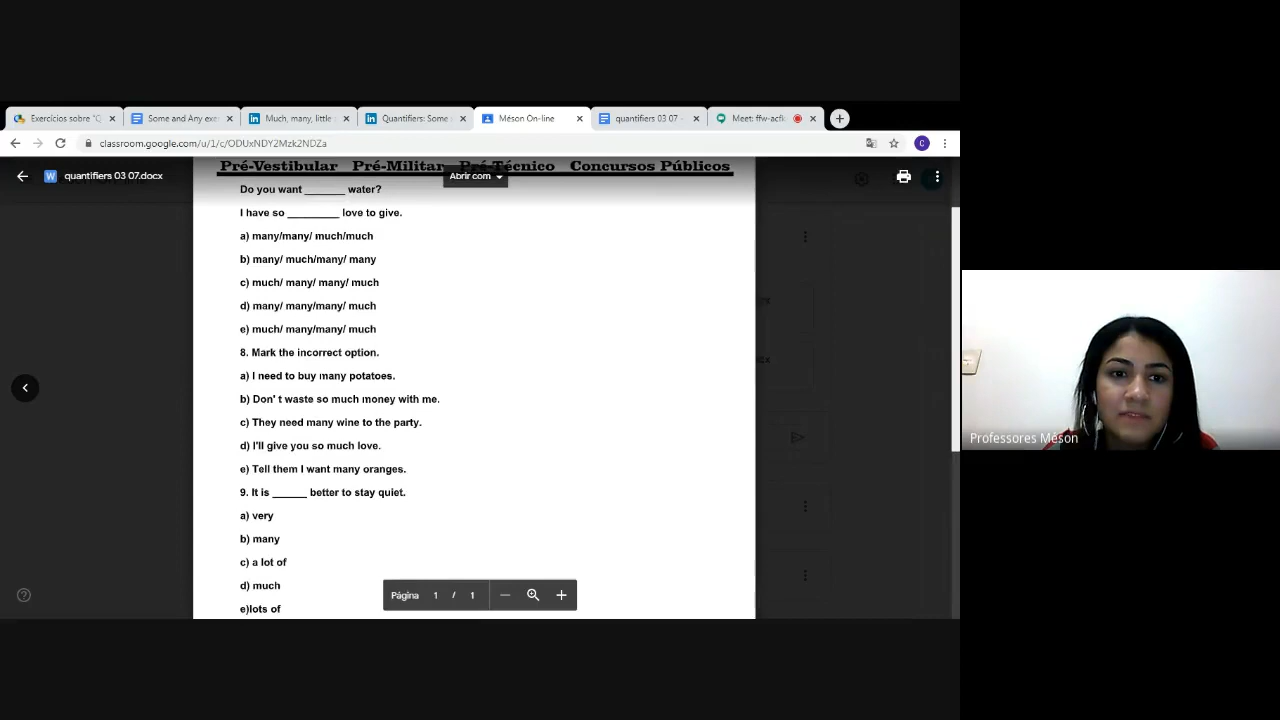 Exercícios sobre "Q
Some and Any exe
Much, many, little
Quantifiers: Some
Méson On-line
quantifiers 03 07 -
Meet: ffw-acfk
classroom.google.com/u/1/c/ODUxNDY2Mzk2NDZa
C
Pré-Vestibular Pré-Militar Pré-Técnico Concursos Públicos
quantifiers 03 07.docx
Abrir com
Do you want _______ water?
I have so _________ love to give.
a) many/many/ much/much
b) many/ much/many/ many
c) much/ many/ many/ much
d) many/ many/many/ much
e) much/ many/many/ much
8. Mark the incorrect option.
a) I need to buy many potatoes.
b) Don' t waste so much money with me.
c) They need many wine to the party.
d) I'll give you so much love.
e) Tell them I want many oranges.
9. It is ______ better to stay quiet.
a) very
b) many
c) a lot of
d) much
e)lots of
Página 1 / 1
Professores Méson